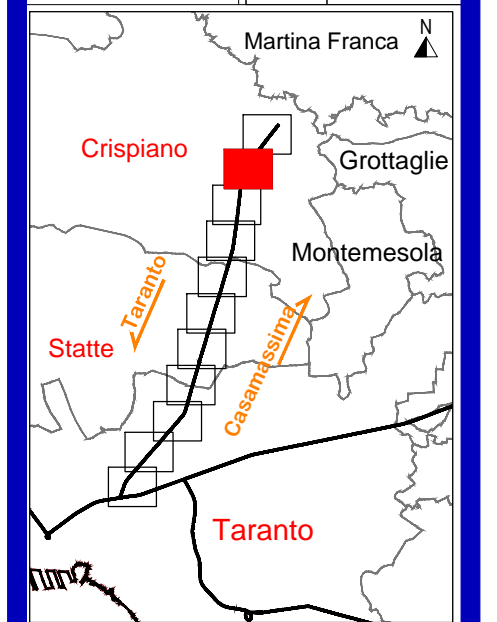 N
Martina Franca
Crispiano
Grottaglie
Montemesola
Taranto
Casamassima
Statte
Taranto